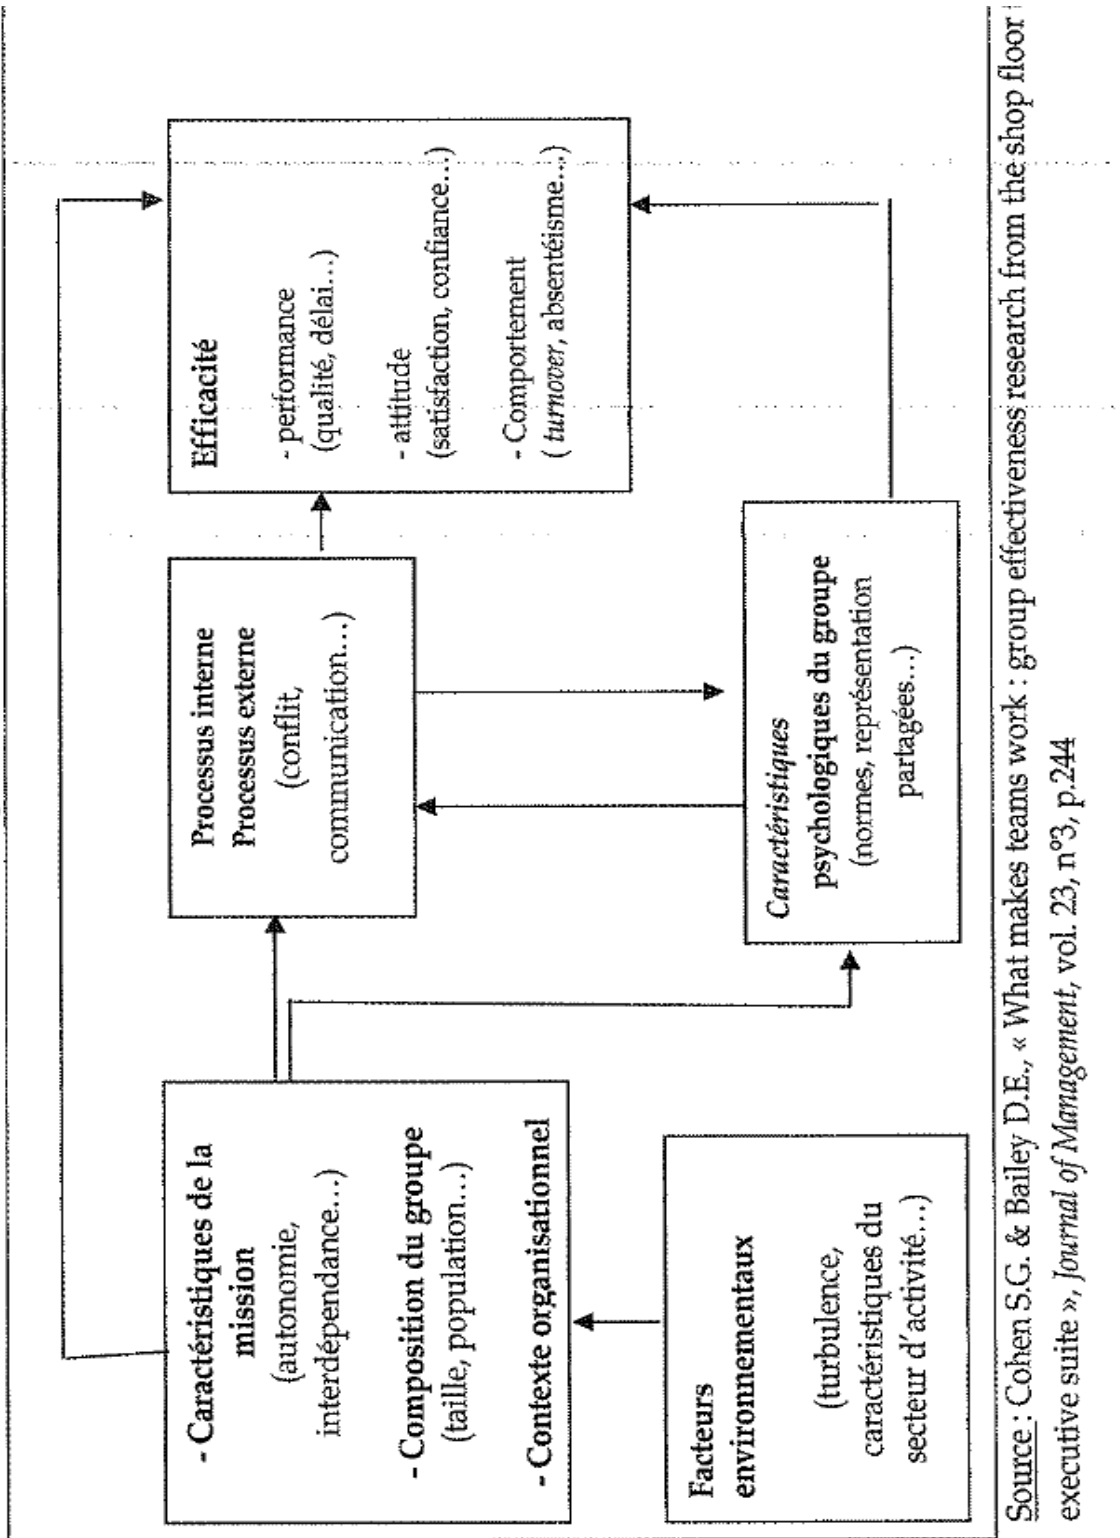 - Caractéristiques de la
mission
(autonomie,
interdépendance...)
- Composition du groupe
(taille, population...)
- Contexte organisationnel
Facteurs
environnementaux
(turbulence,
caractéristiques du
secteur d'activité...)
Processus interne
Processus externe
(conflit,
communication...)
Caractéristiques
psychologiques du groupe
(normes, représentation
partagées...)
Efficacité
- performance
(qualité, délai...)
- attitude
(satisfaction, confiance...)
- Comportement
( turnover, absentéisme...)
Source : Cohen S.G. & Bailey D.E., « What makes teams work : group effectiveness research from the shop floor
executive suite », Journal of Management, vol. 23, n°3, p.244